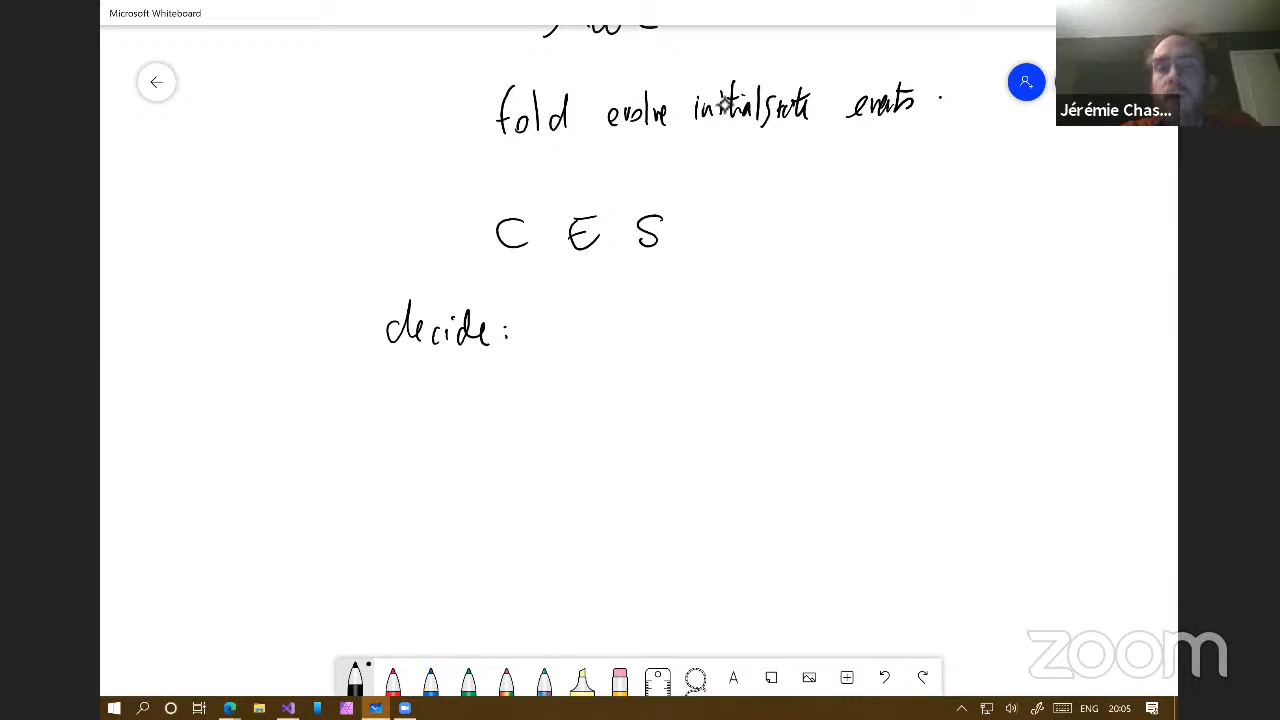 Microsoft Whiteboard
fold evolve initialState events .
Jérémie Chas...
C E S
decide:
zoom
A
ENG 20:05